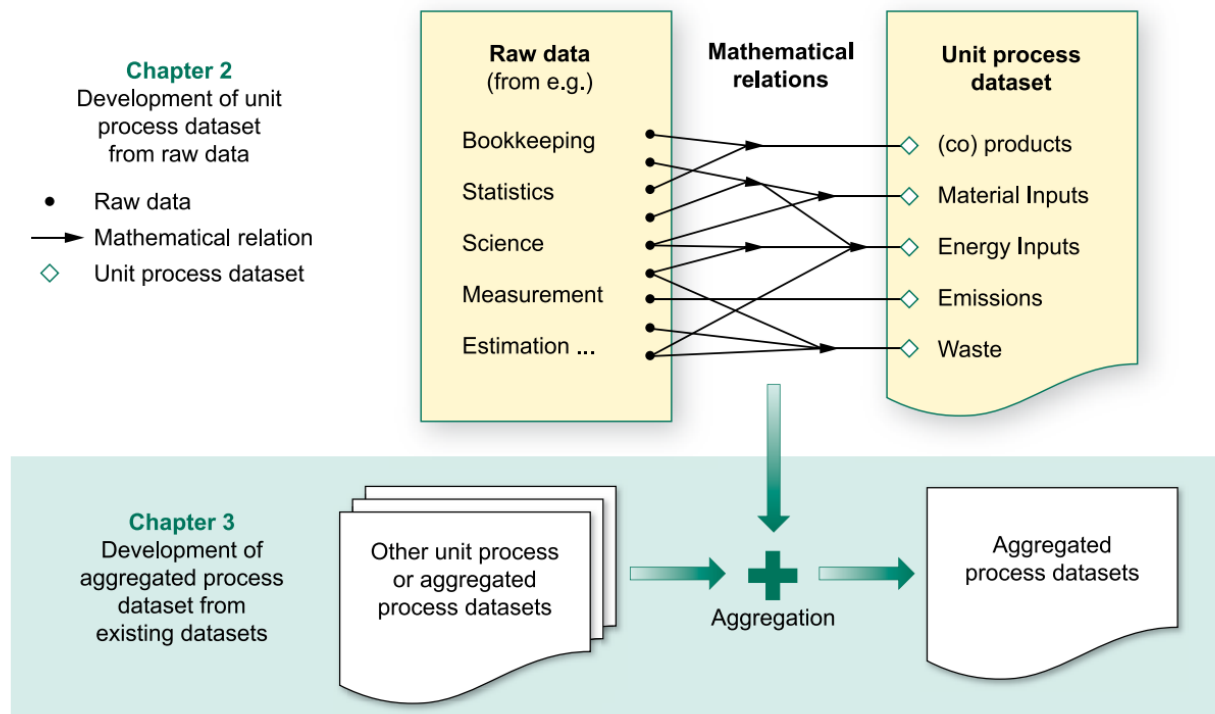 Chapter 2
Development of unit
process dataset
from raw data
Raw data
Mathematical relation
Unit process dataset
Raw data
(from e.g.)
Bookkeeping
Statistics
Science
Measurement
Estimation ...
Mathematical
relations
Unit process
dataset
(co) products
Material Inputs
Energy Inputs
Emissions
Waste
Chapter 3
Development of
aggregated process
dataset from
existing datasets
Other unit process
or aggregated
process datasets
Aggregation
Aggregated
process datasets